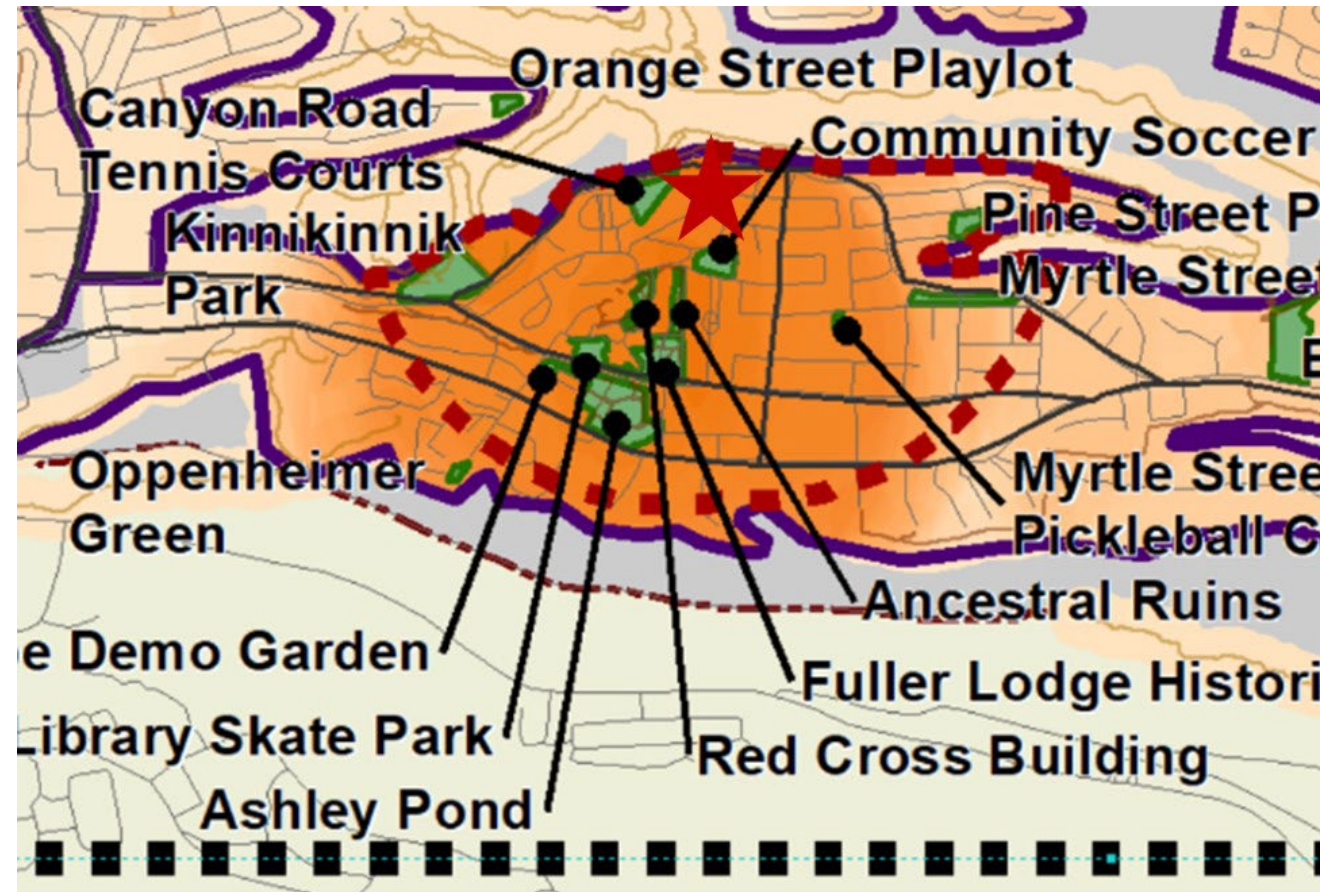 Orange Street Playlot
Canyon Road
Tennis Courts
Community Soccer
Kinnikinnik
Park
Pine Street P
Myrtle Street
E
Oppenheimer
Green
Myrtle Stree
Pickleball C
Ancestral Ruins
e Demo Garden
Fuller Lodge Histori
Library Skate Park
Red Cross Building
Ashley Pond